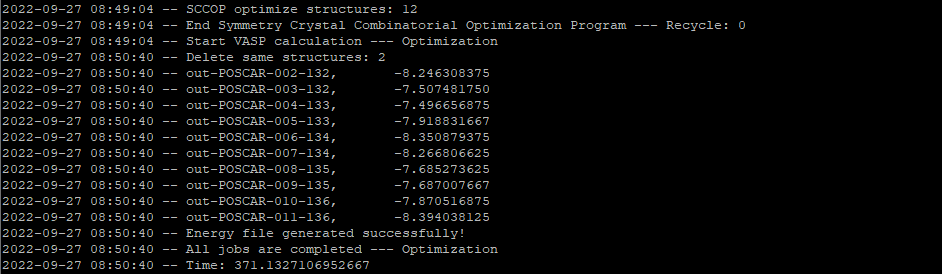 2022-09-27 08:49:04 -- SCCOP optimize structures: 12
2022-09-27 08:49:04 -- End Symmetry Crystal Combinatorial Optimization Program --- Recycle: 0
2022-09-27 08:49:04 -- Start VASP calculation --- Optimization
2022-09-27 08:50:40 -- Delete same structures: 2
2022-09-27 08:50:40 -- out-POSCAR-002-132, -8.246308375
2022-09-27 08:50:40 -- out-POSCAR-003-132, -7.507481750
2022-09-27 08:50:40 -- out-POSCAR-004-133, -7.496656875
2022-09-27 08:50:40 -- out-POSCAR-005-133, -7.918831667
2022-09-27 08:50:40 -- out-POSCAR-006-134, -8.350879375
2022-09-27 08:50:40 -- out-POSCAR-007-134, -8.266806625
2022-09-27 08:50:40 -- out-POSCAR-008-135, -7.685273625
2022-09-27 08:50:40 -- out-POSCAR-009-135, -7.687007667
2022-09-27 08:50:40 -- out-POSCAR-010-136, -7.870516875
2022-09-27 08:50:40 -- out-POSCAR-011-136, -8.394038125
2022-09-27 08:50:40 -- Energy file generated successfully!
2022-09-27 08:50:40 -- All jobs are completed --- Optimization
2022-09-27 08:50:40 -- Time: 371.1327106952667